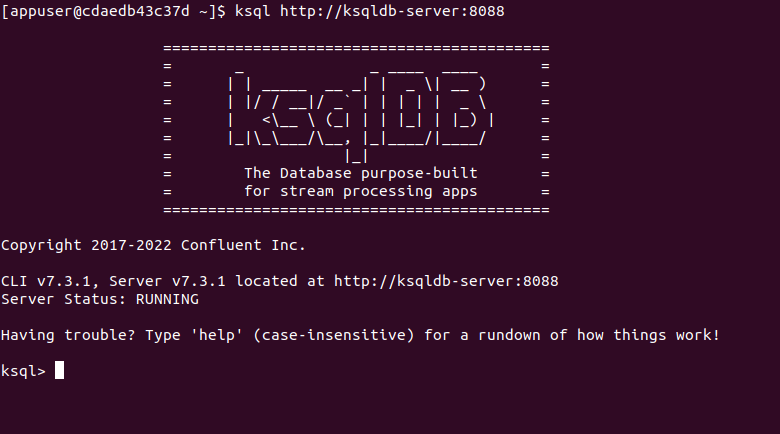 [appuser@cdaedb43c37d ~]$ ksql http://ksqldb-server:8088
===========================================
=       _              _ ____  ____       =
=      | | _____  __ _| |  _ \| __ )      =
=      | |/ / __|/ _` | | | | |  _ \      =
=      |   <\__ \ (_| | | |_| | |_) |     =
=      |_|\_\___/\__, |_|____/|____/      =
=                   |_|                   =
=        The Database purpose-built       =
=        for stream processing apps       =
===========================================
Copyright 2017-2022 Confluent Inc.
CLI v7.3.1, Server v7.3.1 located at http://ksqldb-server:8088
Server Status: RUNNING
Having trouble? Type 'help' (case-insensitive) for a rundown of how things work!
ksql>